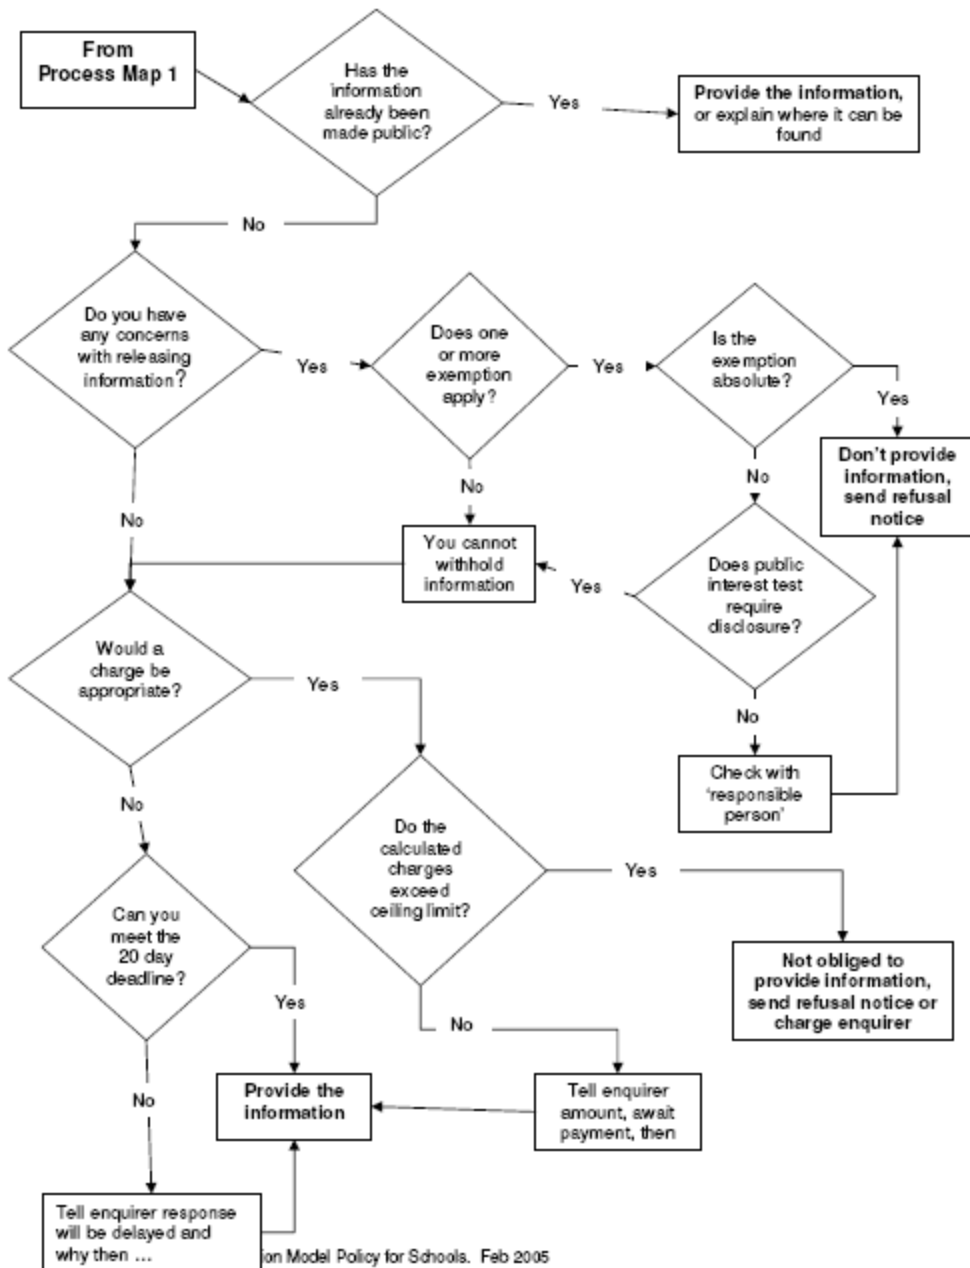 From
Process Map 1
Has the
information
already been
made public?
Yes
Provide the information,
or explain where it can be
found
No
Do you have
any concerns
with releasing
information?
Yes
Does one
or more
exemption
apply?
Yes
Is the
exemption
absolute?
Yes
Don't provide
information,
send refusal
notice
No
No
No
You cannot
withhold
information
Yes
Does public
interest test
require
disclosure?
Would a
charge be
appropriate?
Yes
No
Check with
'responsible
person'
No
Do the
calculated
charges
exceed
ceiling limit?
Yes
Can you
meet the
20 day
deadline?
Yes
Not obliged to
provide information,
send refusal notice or
charge enquirer
No
No
Provide the
information
Tell enquirer
amount, await
payment, then
Tell enquirer response
will be delayed and
why then ...
ion Model Policy for Schools. Feb 2005